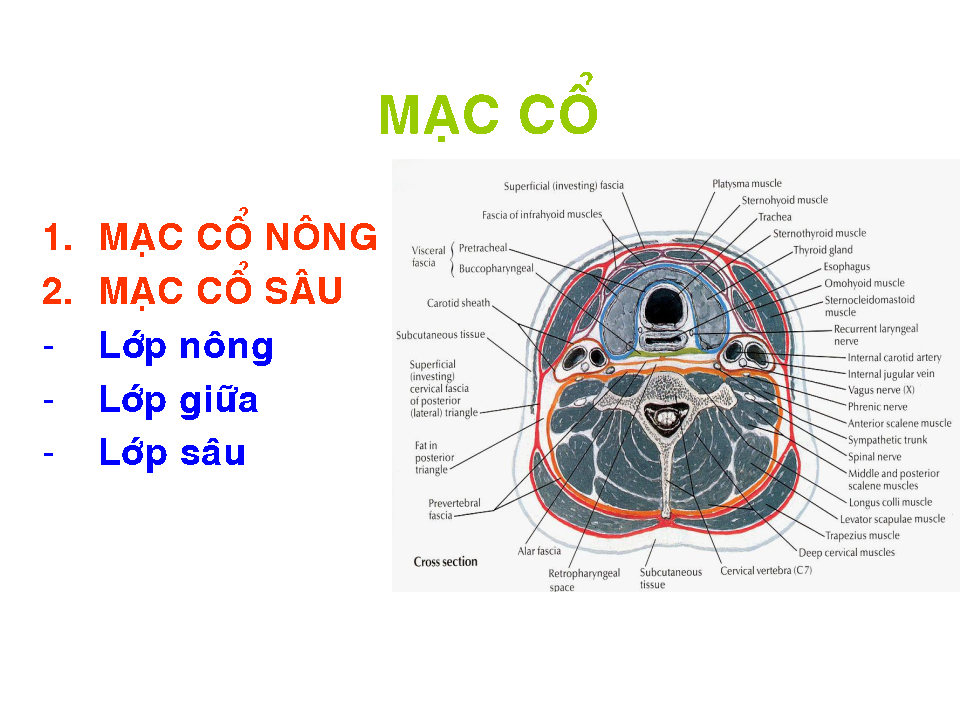 MẠC CỔ
1. MẠC CỔ NÔNG
2. MẠC CỔ SÂU
- Lớp nông
- Lớp giữa
- Lớp sâu
Superficial (investing) fascia
Fascia of infrahyoid muscles
Visceral
fascia
Pretracheal
Buccopharyngeal
Carotid sheath
Subcutaneous tissue
Superficial
(investing)
cervical fascia
of posterior
(lateral) triangle
Fat in
posterior
triangle
Prevertebral
fascia
Cross section
Alar fascia
Retropharyngeal
space
Subcutaneous
tissue
Cervical vertebra (C7)
Platysma muscle
Sternohyoid muscle
Trachea
Sternothyroid muscle
Thyroid gland
Esophagus
Omohyoid muscle
Sternocleidomastoid
muscle
Recurrent laryngeal
nerve
Internal carotid artery
Internal jugular vein
Vagus nerve (X)
Phrenic nerve
Anterior scalene muscle
Sympathetic trunk
Spinal nerve
Middle and posterior
scalene muscles
Longus colli muscle
Levator scapulae muscle
Trapezius muscle
Deep cervical muscles